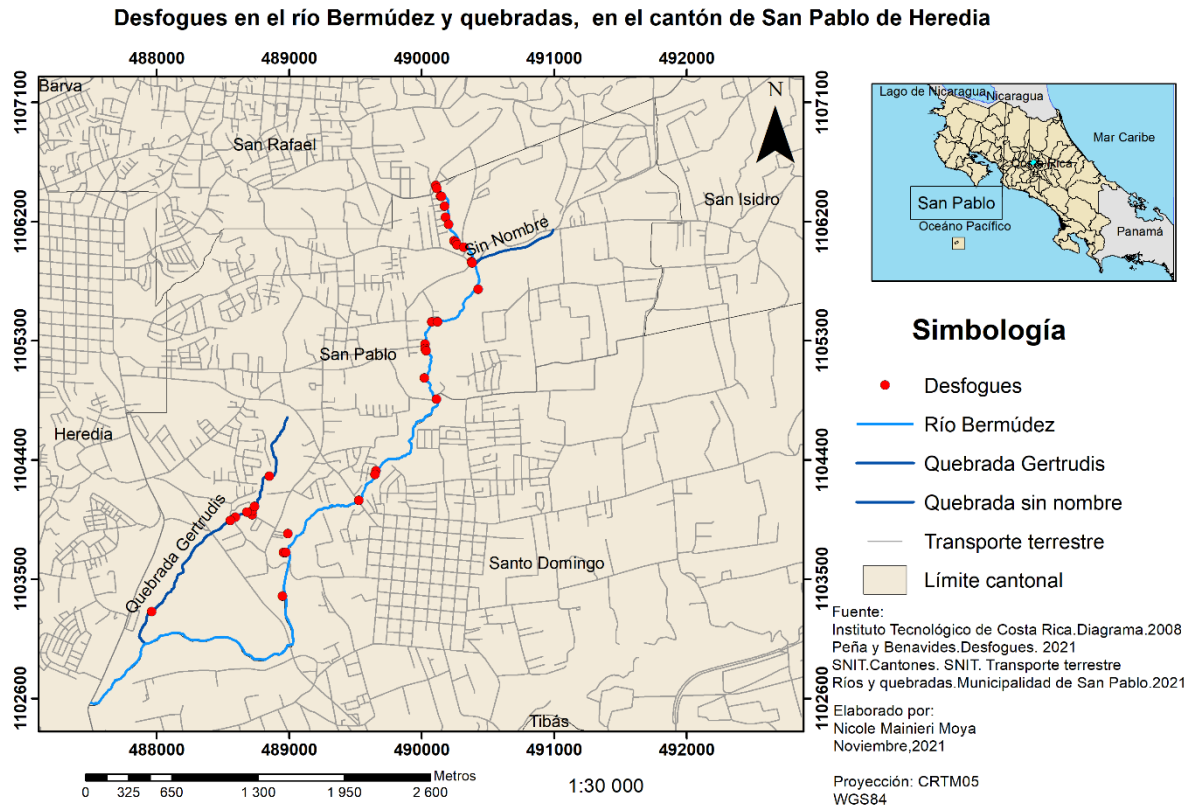 Desfogues en el río Bermúdez y quebradas, en el cantón de San Pablo de Heredia
488000 489000 490000 491000 492000
1107100
1106200
1105300
1104400
1103500
1102600
Barva
San Rafael
N
San Isidro
Sin Nombre
San Pablo
Heredia
Quebrada Gertrudis
Santo Domingo
Tibás
1107100
1106200
1105300
1104400
1103500
1102600
488000 489000 490000 491000 492000
Metros
0 325 650 1 300 1 950 2 600
1:30 000
Lago de Nicaragua
Nicaragua
Mar Caribe
Costa Rica
San Pablo
Oceáno Pacífico
Panamá
Simbología
Desfogues
Río Bermúdez
Quebrada Gertrudis
Quebrada sin nombre
Transporte terrestre
Límite cantonal
Fuente:
Instituto Tecnológico de Costa Rica.Diagrama.2008
Peña y Benavides.Desfogues. 2021
SNIT.Cantones. SNIT. Transporte terrestre
Ríos y quebradas.Municipalidad de San Pablo.2021
Elaborado por:
Nicole Mainieri Moya
Noviembre,2021
Proyección: CRTM05
WGS84